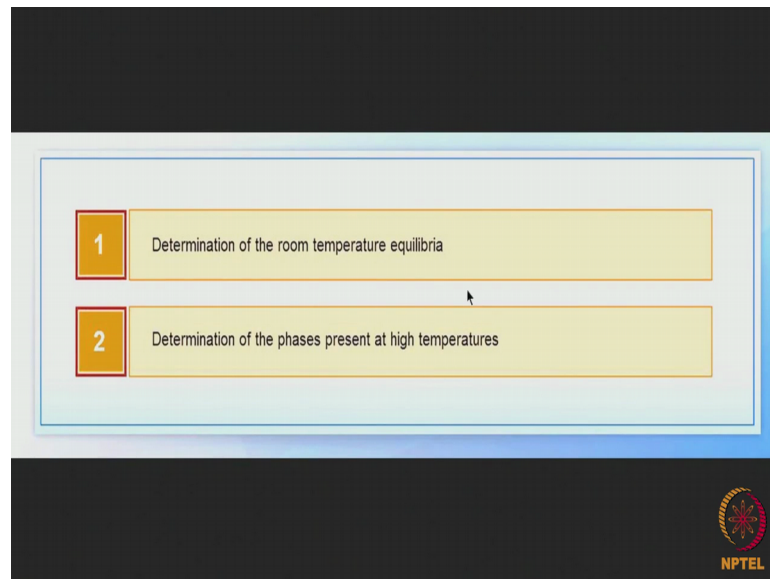 1
Determination of the room temperature equilibria
2
Determination of the phases present at high temperatures
NPTEL